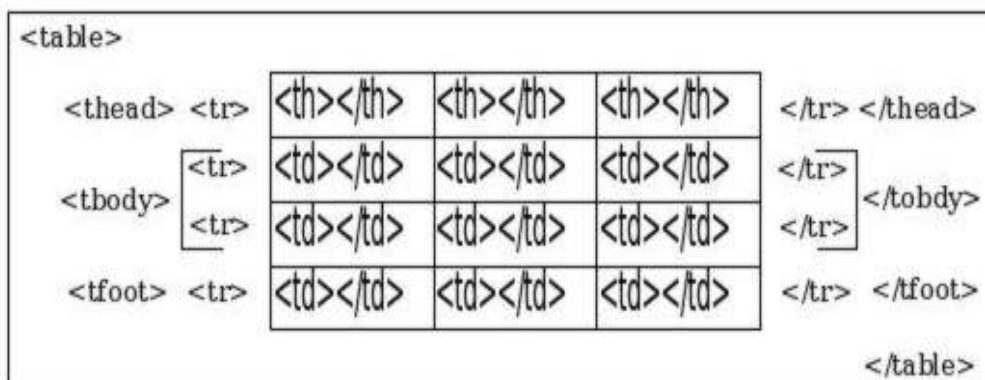 <table>
<thead> <tr> <th></th> <th></th> <th></th> </tr> </thead>
<tr> <td></td> <td></td> <td></td> </tr>
<tbody> </tobdy>
<tr> <td></td> <td></td> <td></td> </tr>
<tfoot> <tr> <td></td> <td></td> <td></td> </tr> </tfoot>
</table>